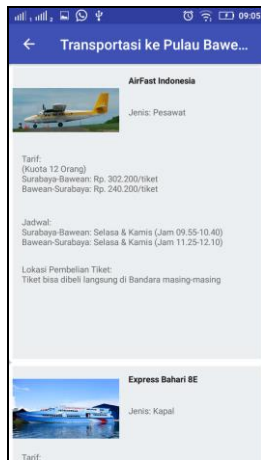 09:05
Transportasi ke Pulau Bawe...
AirFast Indonesia
Jenis: Pesawat
Tarif:
(Kuota 12 Orang)
Surabaya-Bawean: Rp. 302.200/tiket
Bawean-Surabaya: Rp. 240.200/tiket
Jadwal:
Surabaya-Bawean: Selasa & Kamis (Jam 09.55-10.40)
Bawean-Surabaya: Selasa & Kamis (Jam 11.25-12.10)
Lokasi Pembelian Tiket:
Tiket bisa dibeli langsung di Bandara masing-masing
Express Bahari 8E
Jenis: Kapal
Tarif: